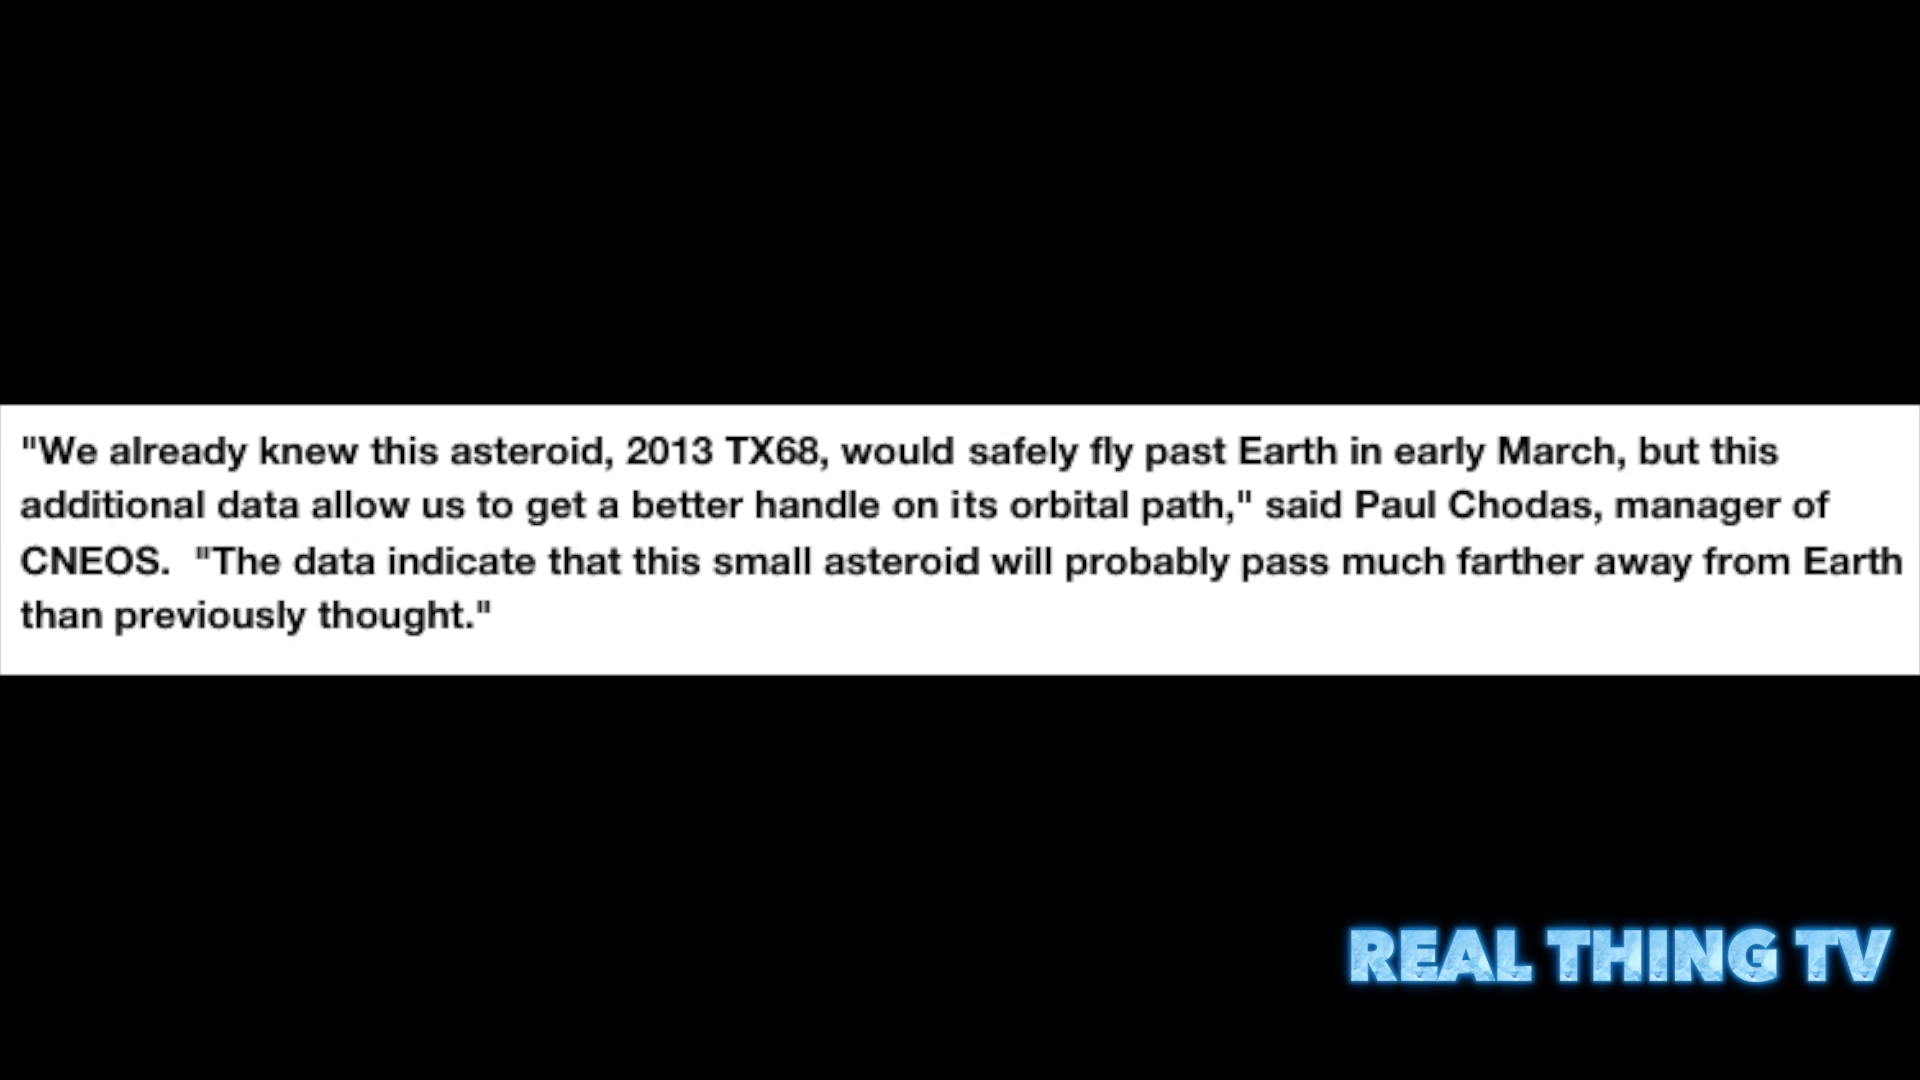 "We already knew this asteroid, 2013 TX68, would safely fly past Earth in early March, but this
additional data allow us to get a better handle on its orbital path," said Paul Chodas, manager of
CNEOS.  "The data indicate that this small asteroid will probably pass much farther away from Earth
than previously thought."
REAL THING TV